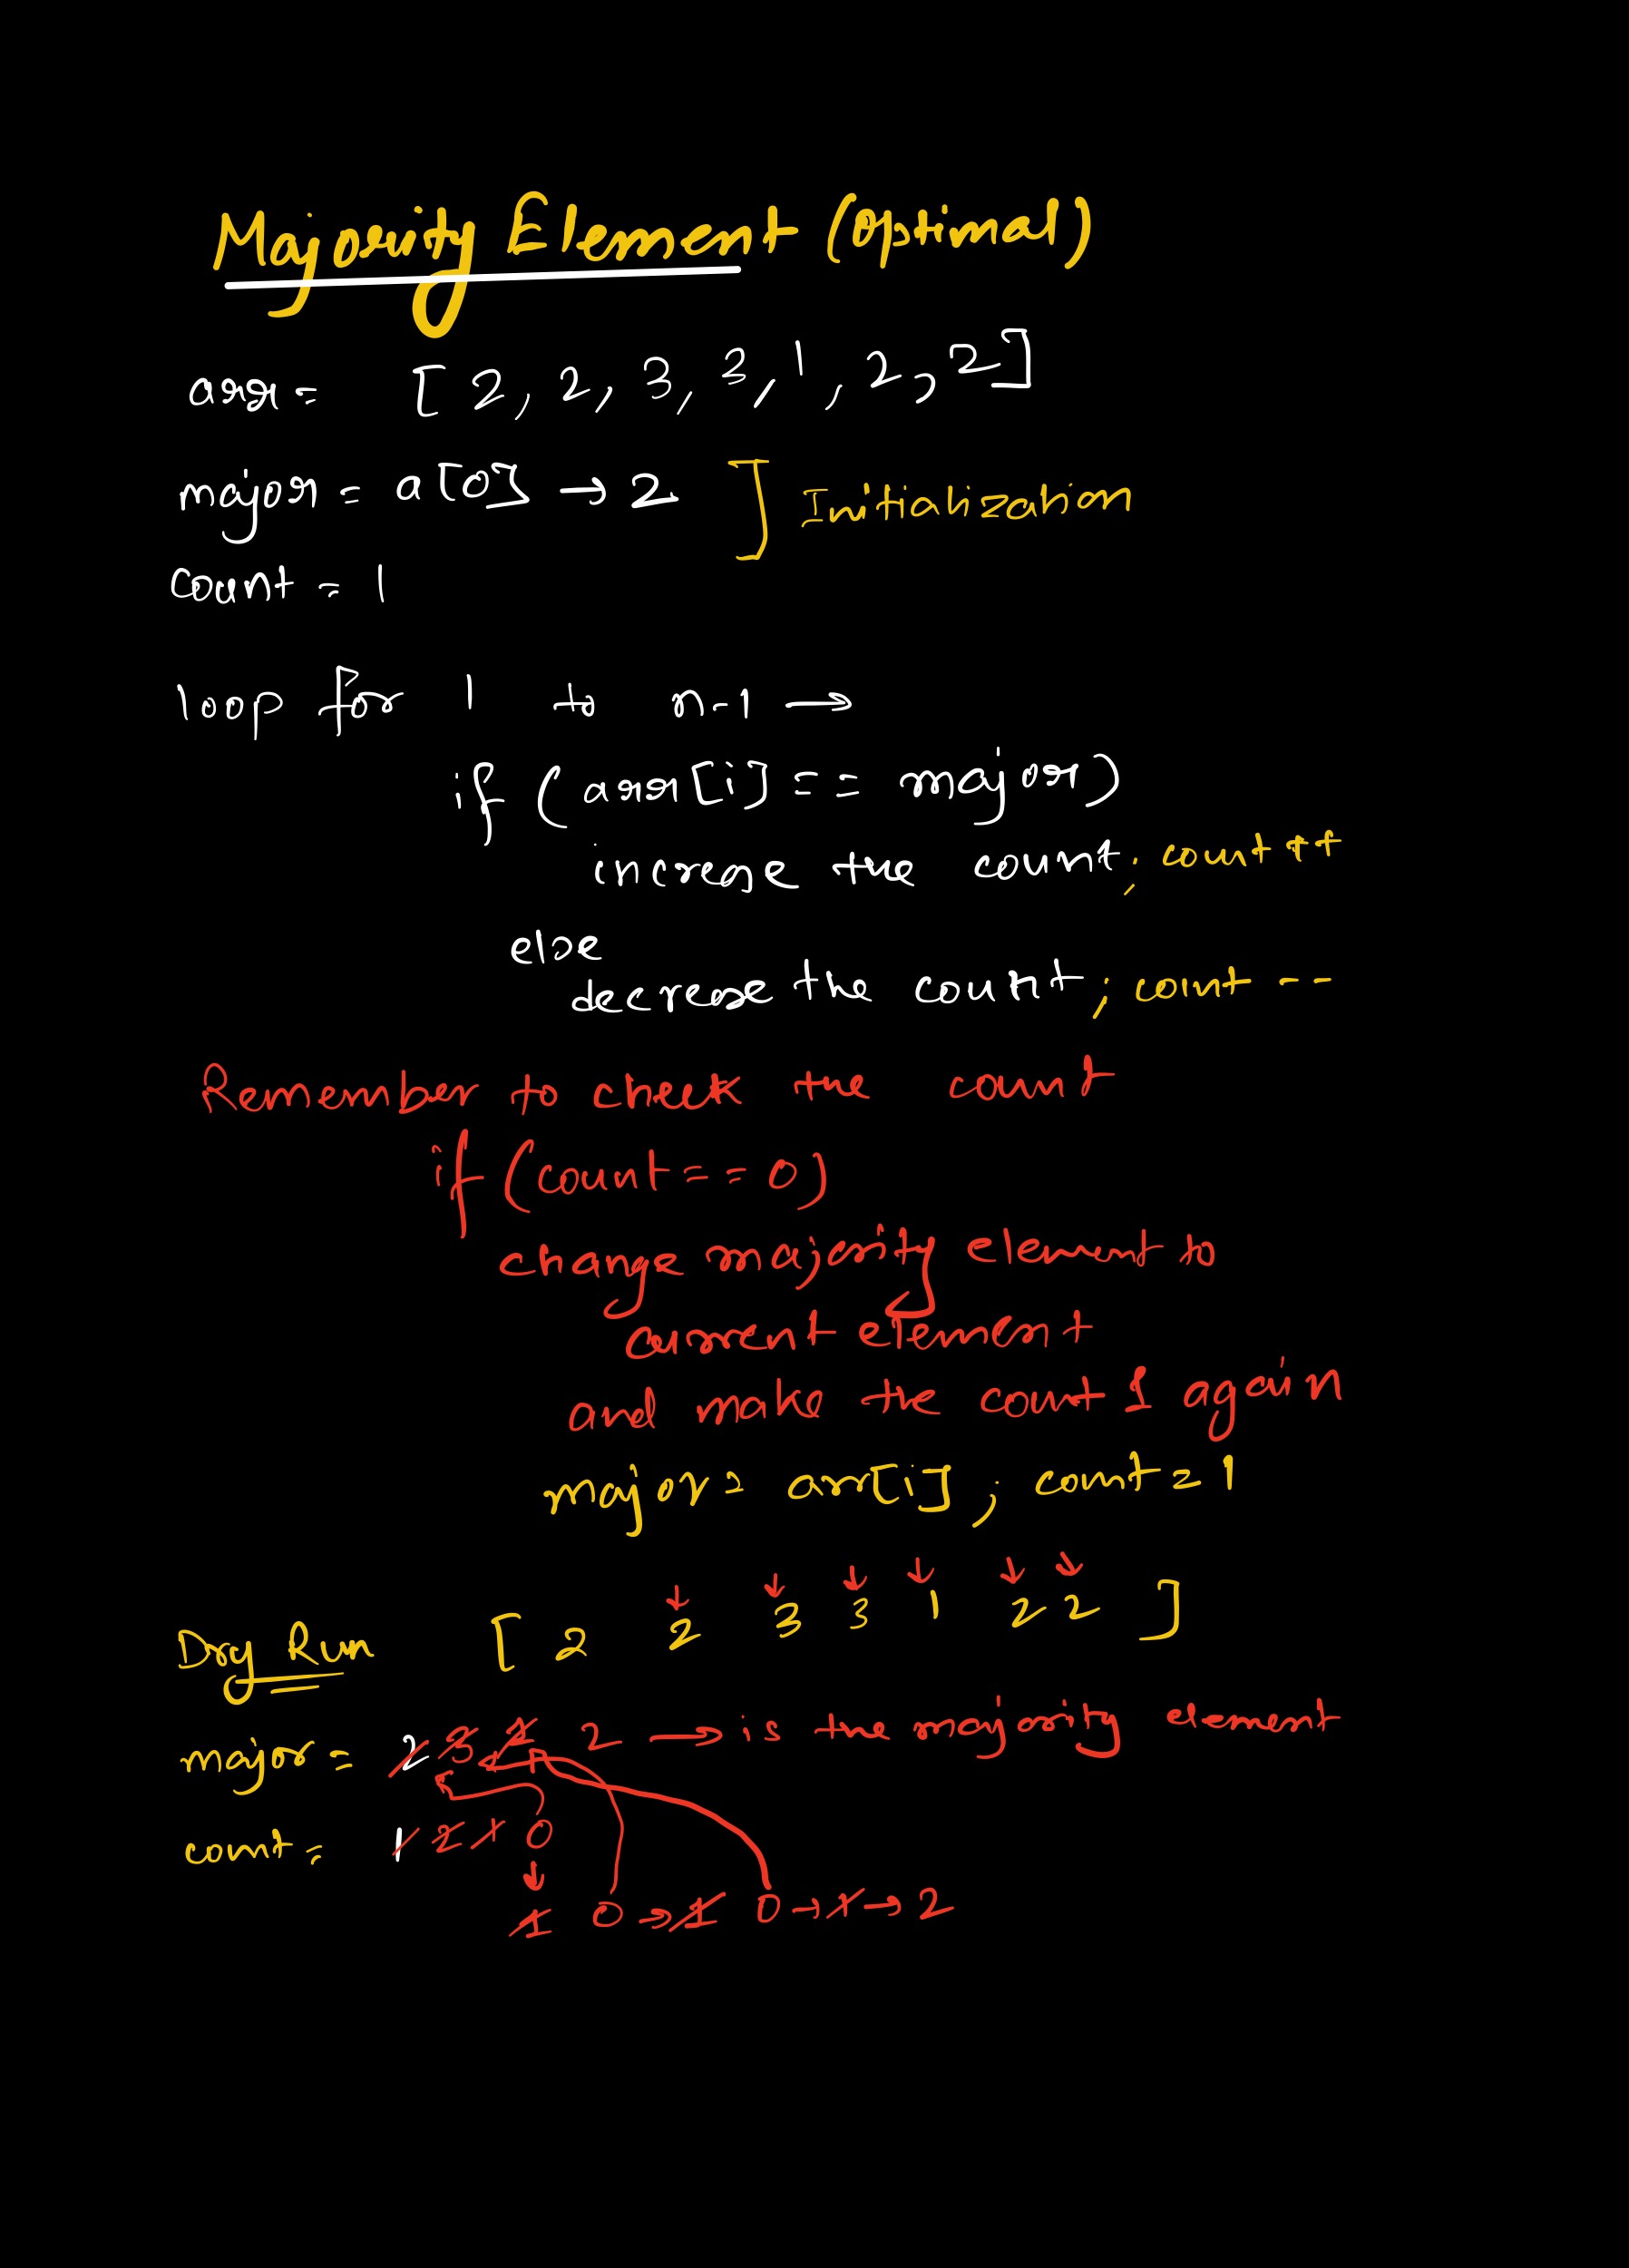 Majority Element (Optimal)
arr = [ 2, 2, 3, 3, 1, 2, 2 ]
major = a[0] → 2 ] Initialization
Count = 1
loop for 1 to n-1 →
if ( arr[i] == major)
increase the count; count ++
else
decrease the count; count --
Remember to check the count
if (count == 0)
change majority element to
current element
and make the count 1 again
major = arr[i] ; count = 1
Dry Run [ 2 2 3 3 1 2 2 ]
major = 2 3 1 2 → is the majority element
count = 1 2 1 0
1 0 → 1 0 → 1 → 2